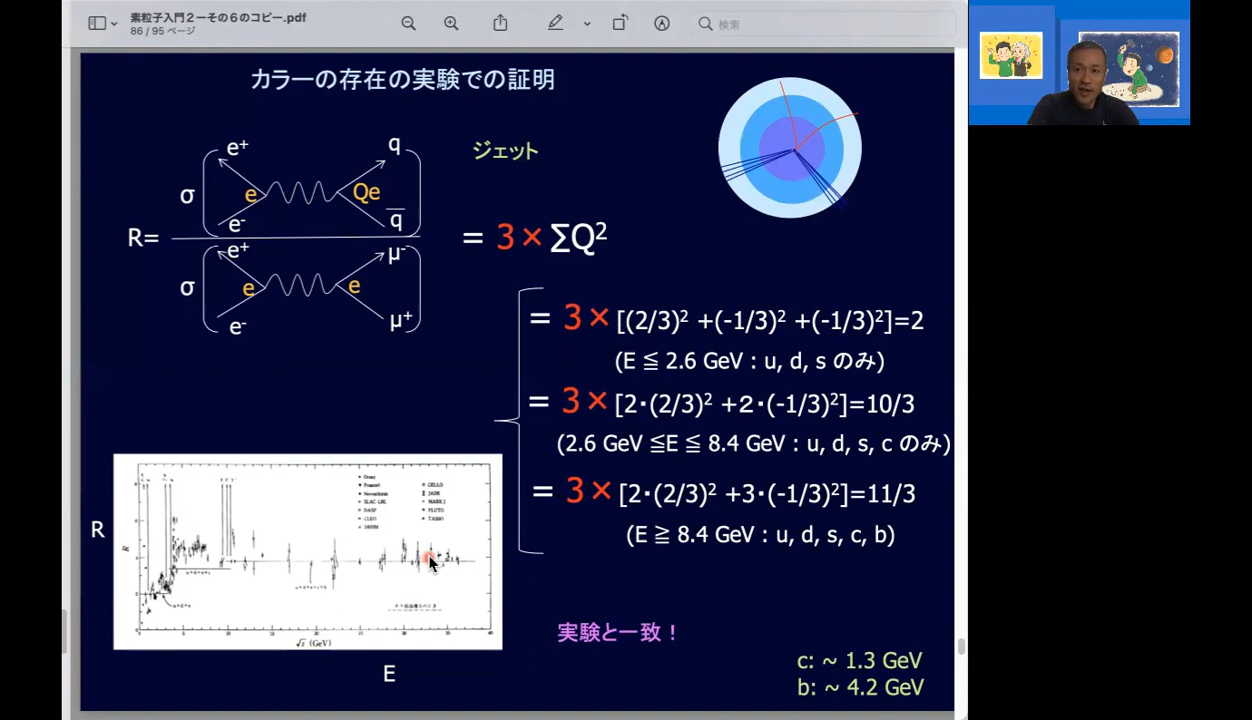 素粒子入門２ーその６のコピー.pdf
86 / 95 ページ
検索
カラーの存在の実験での証明
ジェット
σ
e⁺
e
e⁻
Qe
q
q̅
R=
σ
e⁺
e
e⁻
e
μ⁻
μ⁺
= 3× ∑Q²
= 3× [(2/3)² +(-1/3)² +(-1/3)²]=2
(E ≦ 2.6 GeV : u, d, s のみ)
= 3× [2・(2/3)² +2・(-1/3)²]=10/3
(2.6 GeV ≦E ≦ 8.4 GeV : u, d, s, c のみ)
= 3× [2・(2/3)² +3・(-1/3)²]=11/3
(E ≧ 8.4 GeV : u, d, s, c, b)
R
R
CELLO
JADE
MARK J
SLAC LBL
PLUTO
DASP
TASSO
CLEO
√s (GeV)
E
実験と一致！
c: ~ 1.3 GeV
b: ~ 4.2 GeV